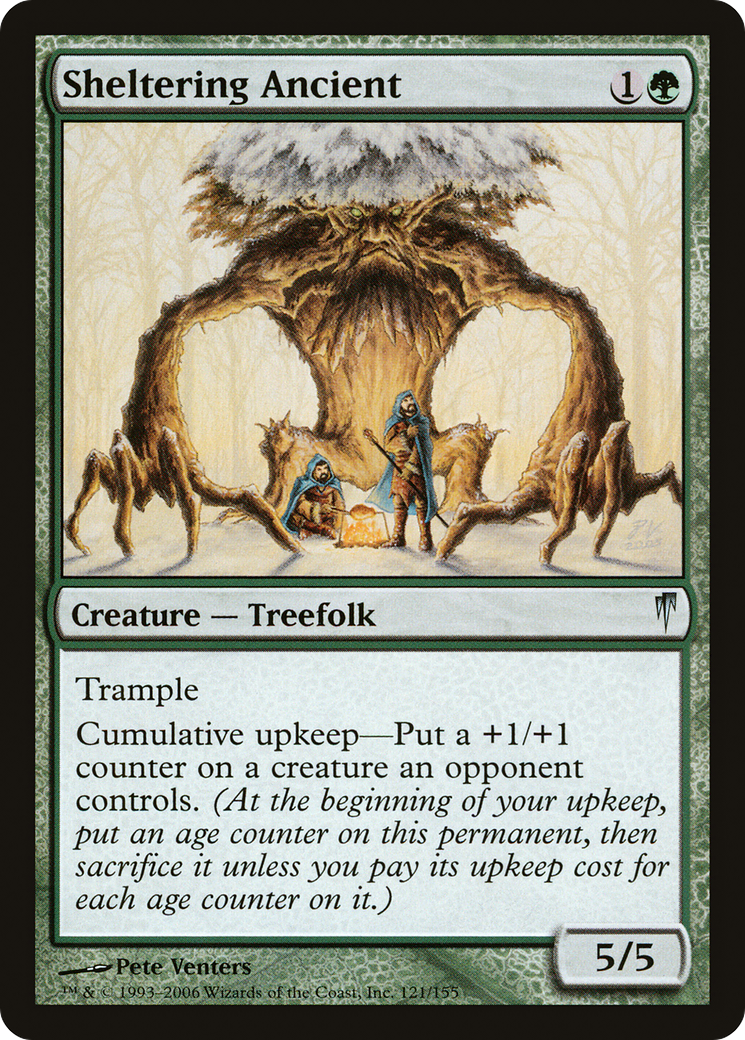 Sheltering Ancient 1
Creature — Treefolk
Trample
Cumulative upkeep—Put a +1/+1
counter on a creature an opponent
controls. (At the beginning of your upkeep,
put an age counter on this permanent, then
sacrifice it unless you pay its upkeep cost for
each age counter on it.)
5/5
Pete Venters
™ & © 1993–2006 Wizards of the Coast, Inc. 121/155